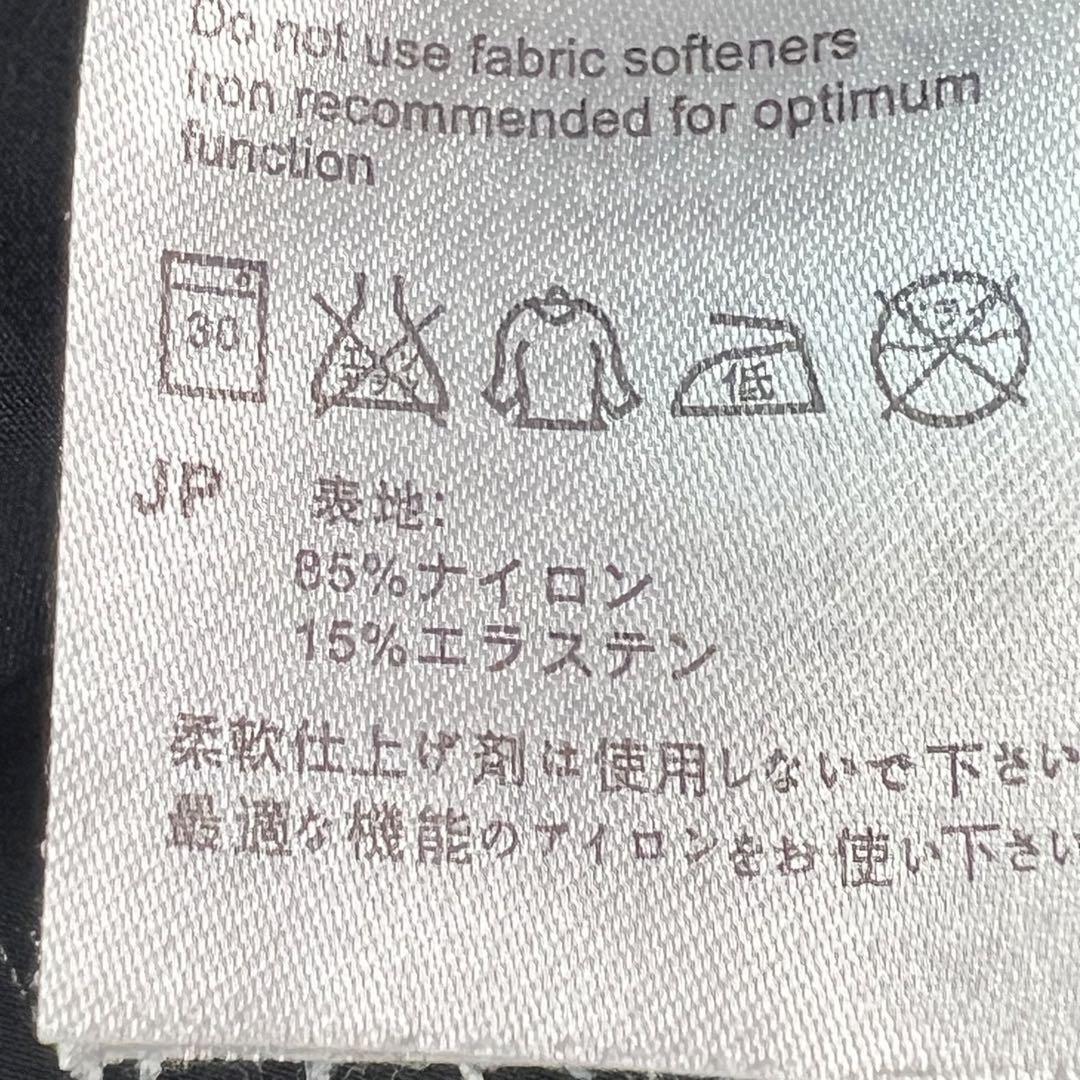 Do not use fabric softeners
Iron recommended for optimum
function
30
低
JP
表地:
85%ナイロン
15%エラステン
柔軟仕上げ剤は使用しないで下さい
最適な機能のアイロンをお使い下さい